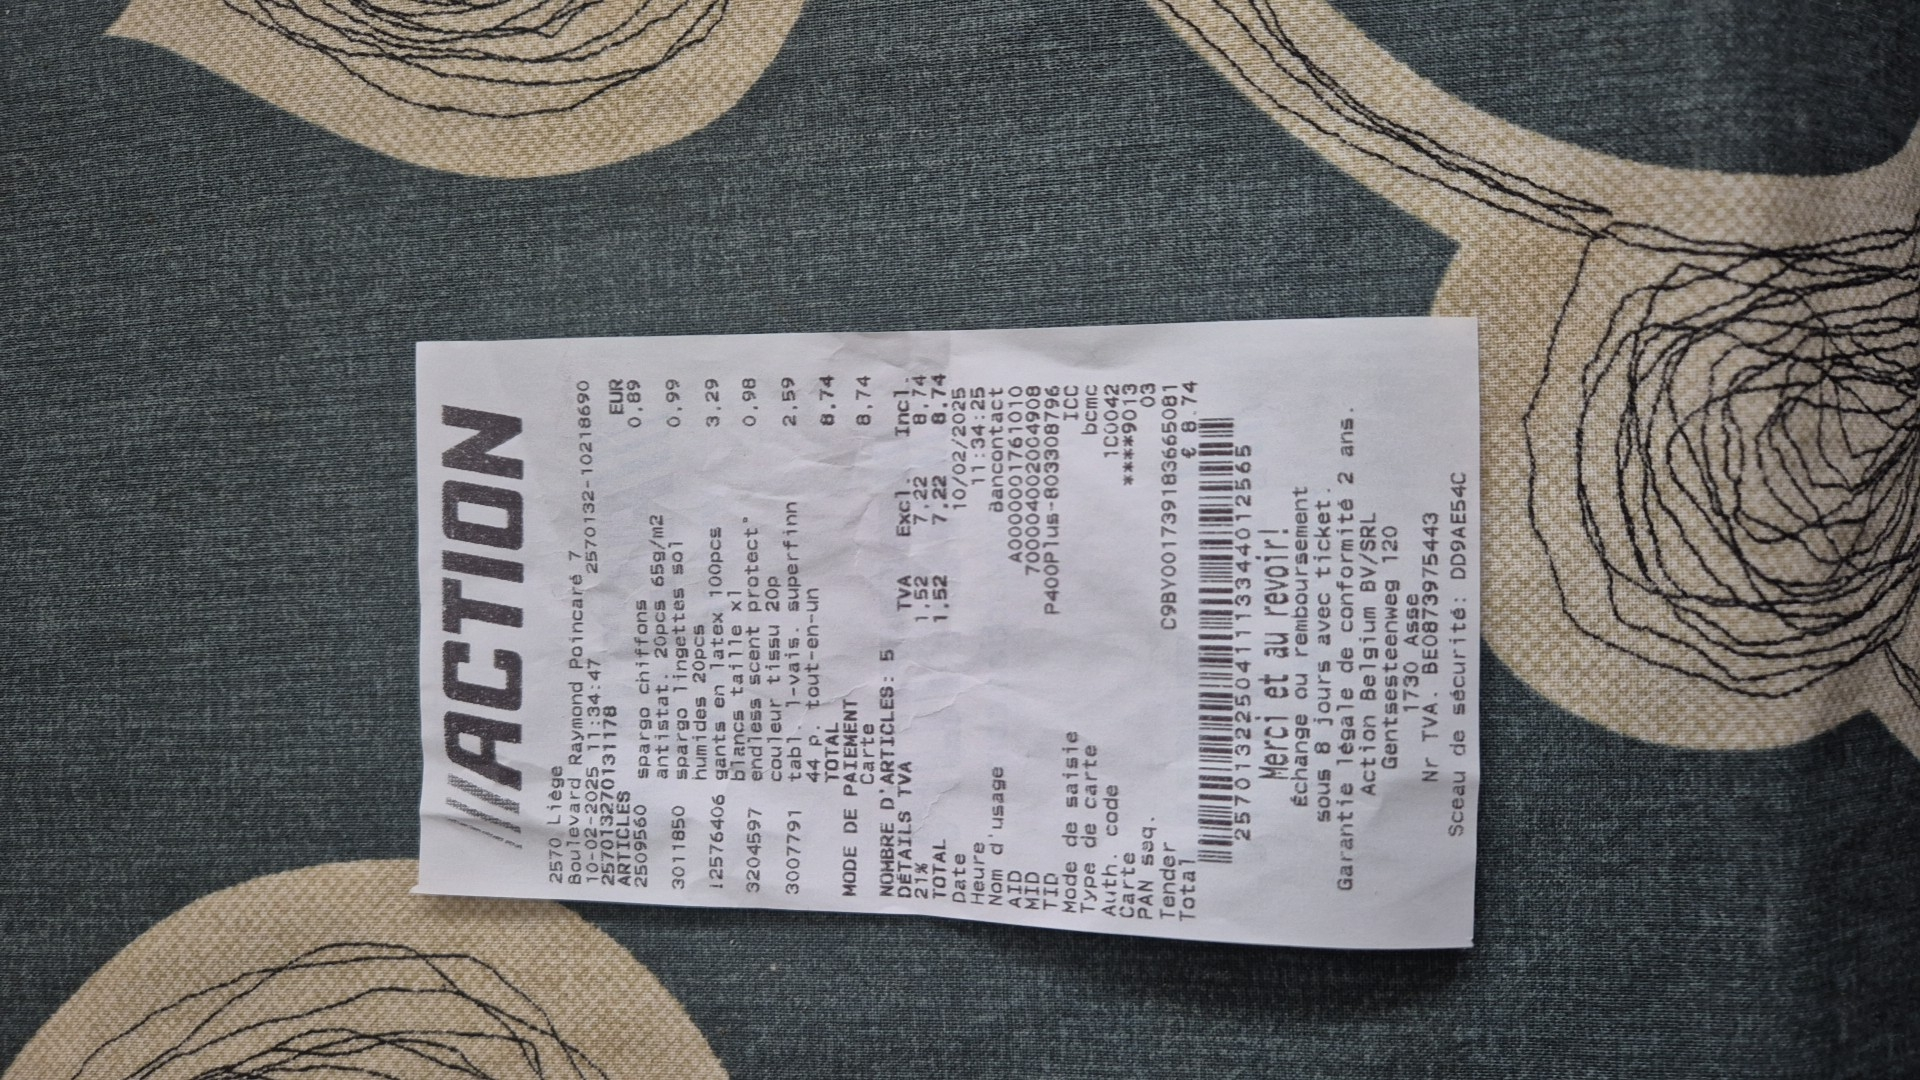 ACTION
2570 Liège
Boulevard Raymond Poincaré 7
10-02-2025 11:34:47 2570132-10218690
2570132701311178
ARTICLES EUR
2509560 spargo chiffons 0,89
antistat. 20pcs 65g/m2
3011850 spargo lingettes sol 0,99
humides 20pcs
12576406 gants en latex 100pcs 3,29
blancs taille xl
3204597 endless scent protect" 0,98
couleur tissu 20p
3007791 tabl. l-vais. superfinn 2,59
44 p. tout-en-un
TOTAL 8,74
MODE DE PAIEMENT
Carte 8,74
NOMBRE D'ARTICLES: 5
DÉTAILS TVA TVA Excl. Incl.
21% 1,52 7,22 8,74
TOTAL 1,52 7,22 8,74
Date 10/02/2025
Heure 11:34:25
Nom d'usage Bancontact
AID A0000001761010
MID 700004002004908
TID P400Plus-8033308796
Mode de saisie ICC
Type de carte bcmc
Auth. code 1C0042
Carte ****9013
PAN seq. 03
Tender C9BY001739183665081
Total € 8.74
25701322504111334401 2565
Merci et au revoir!
Échange ou remboursement
sous 8 jours avec ticket.
Garantie légale de conformité 2 ans.
Action Belgium BV/SRL
Gentsesteenweg 120
1730 Asse
Nr TVA. BE0873975443
Sceau de sécurité: DD9AE54C